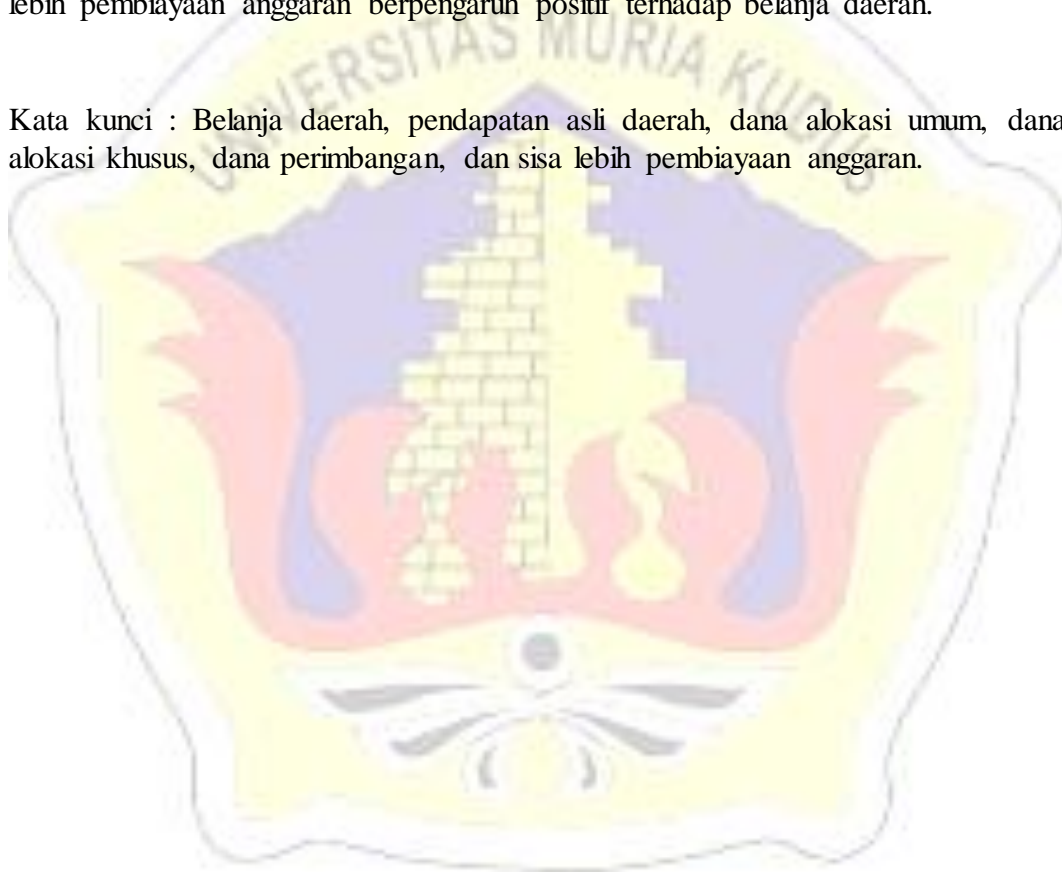 lebih pembiayaan anggaran berpengaruh positif terhadap belanja daerah.
UNIVERSITAS MURIA KUDUS
Kata kunci : Belanja daerah, pendapatan asli daerah, dana alokasi umum, dana
alokasi khusus, dana perimbangan, dan sisa lebih pembiayaan anggaran.